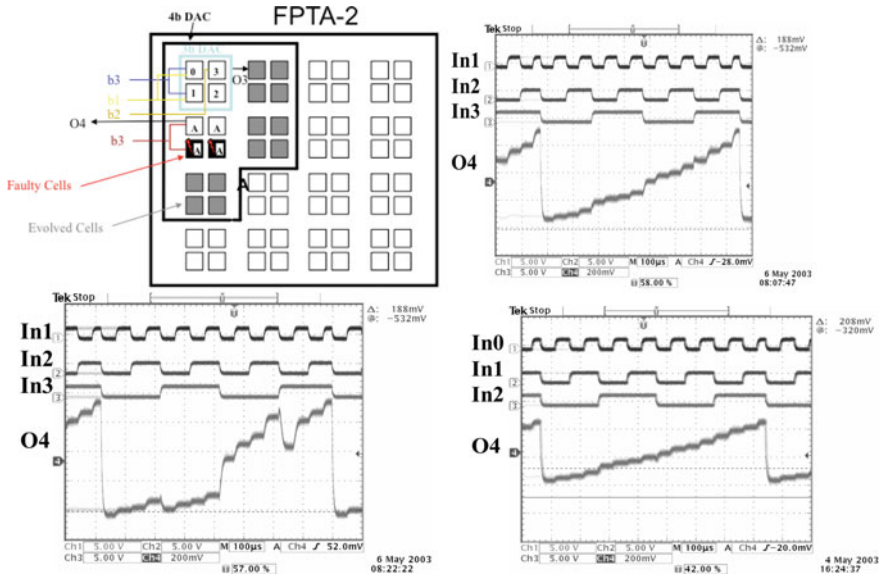 FPTA-2
4b DAC
3b DAC
0 3
b3
O3
b1
1 2
b2
O4
A A
b3
A A
Faulty Cells
A
Evolved Cells
Tek Stop
Δ: 188mV
@: -532mV
In1
In2
In3
O4
Ch1 5.00 V Ch2 5.00 V M 100µs A Ch4 -28.0mV
Ch3 5.00 V Ch4 200mV
58.00 %
6 May 2003
08:07:47
Tek Stop
Δ: 188mV
@: -532mV
In1
In2
In3
O4
Ch1 5.00 V Ch2 5.00 V M 100µs A Ch4 52.0mV
Ch3 5.00 V Ch4 200mV
57.00 %
6 May 2003
08:22:22
Tek Stop
Δ: 208mV
@: -320mV
In0
In1
In2
O4
Ch1 5.00 V Ch2 5.00 V M 100µs A Ch4 -20.0mV
Ch3 5.00 V Ch4 200mV
42.00 %
4 May 2003
16:24:37